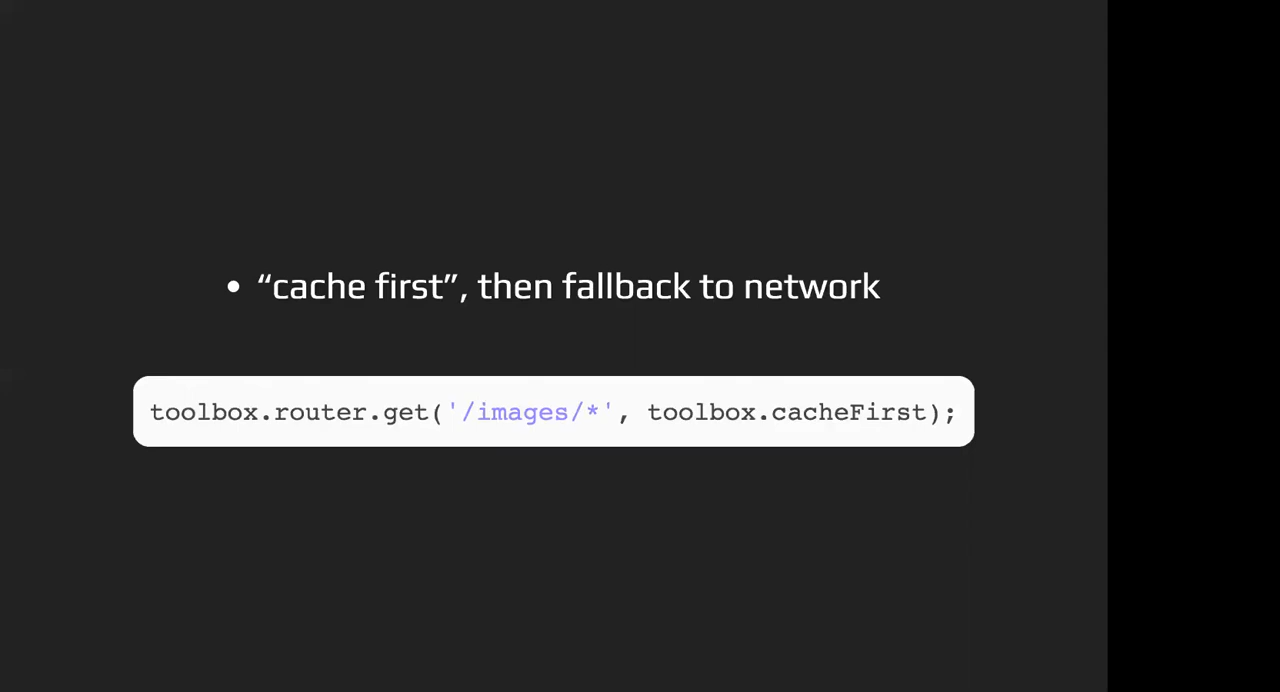 • “cache first”, then fallback to network
toolbox.router.get('/images/*', toolbox.cacheFirst);